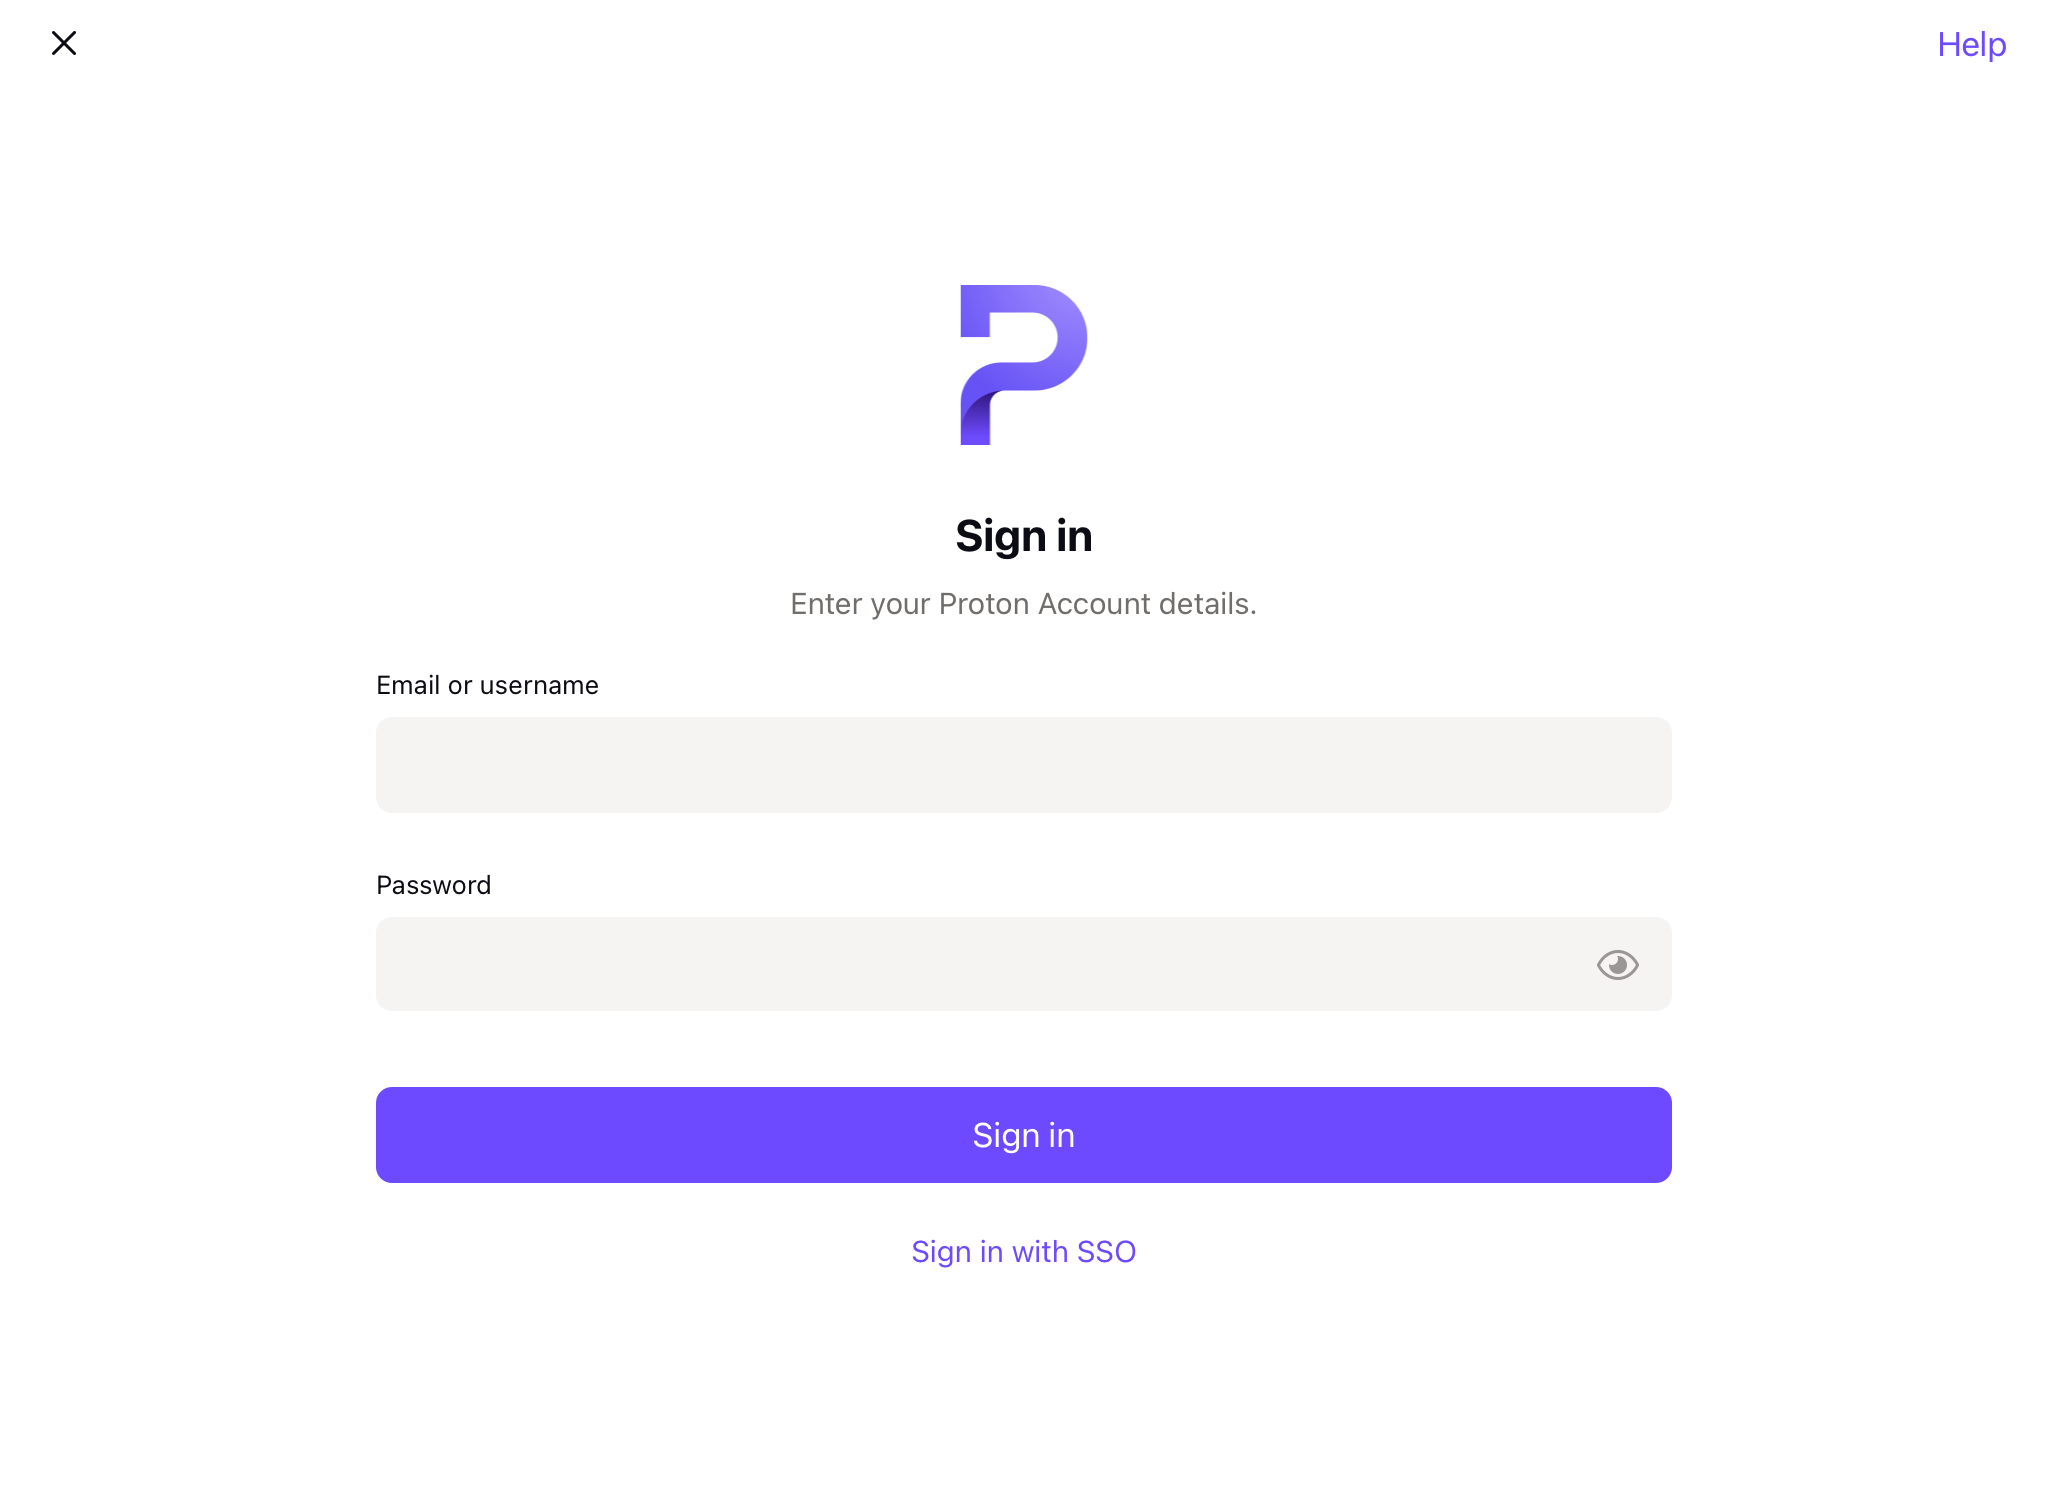 Help
Sign in
Enter your Proton Account details.
Email or username
Password
Sign in
Sign in with SSO